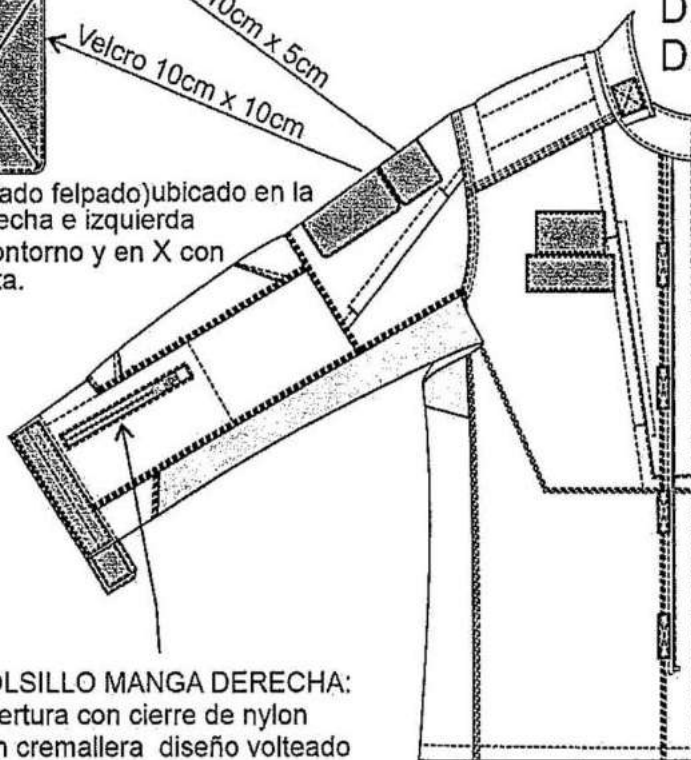 10cm x 5cm
Velcro 10cm x 10cm
D
D
ado felpado)ubicado en la
echa e izquierda
ontorno y en X con
ta.
OLSILLO MANGA DERECHA:
ertura con cierre de nylon
n cremallera diseño volteado